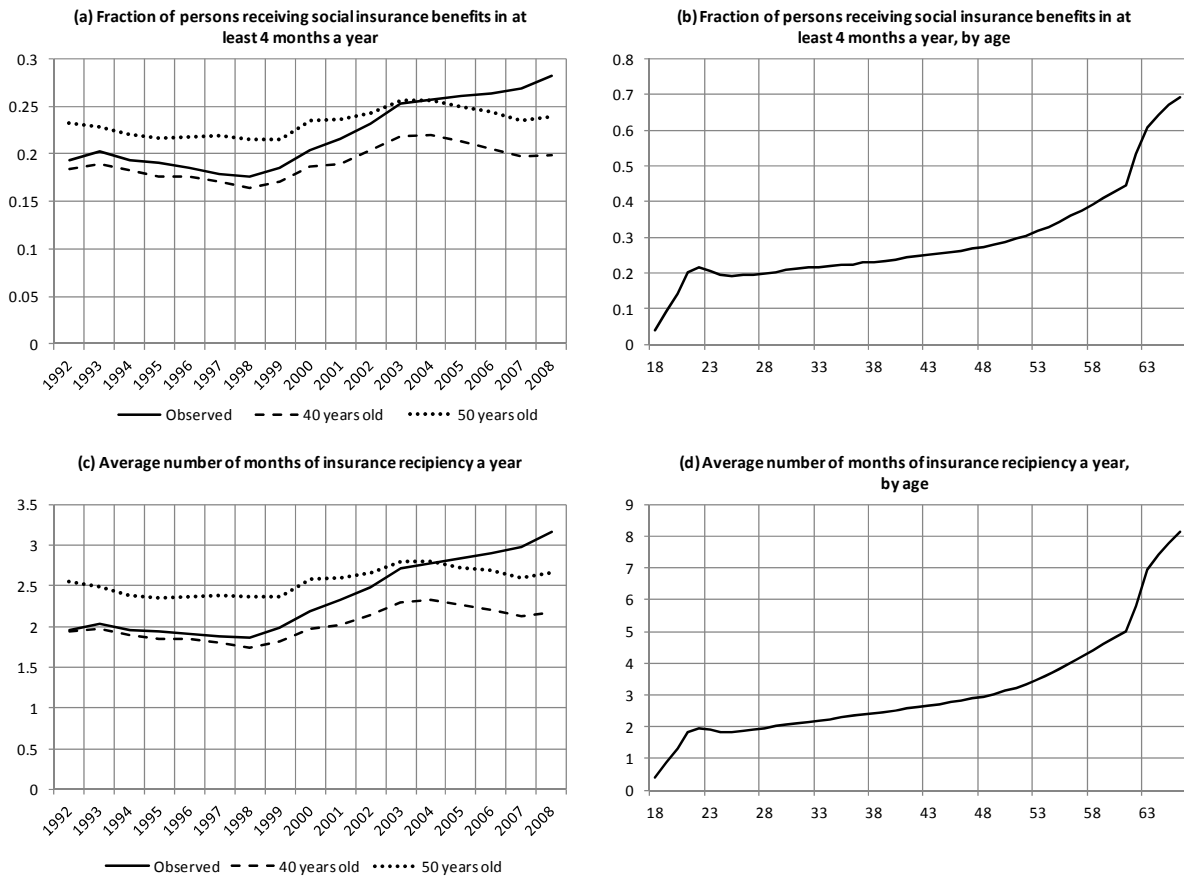 (a) Fraction of persons receiving social insurance benefits in at
least 4 months a year
0.3
0.25
0.2
0.15
0.1
0.05
0
1992 1993 1994 1995 1996 1997 1998 1999 2000 2001 2002 2003 2004 2005 2006 2007 2008
Observed 40 years old 50 years old
(b) Fraction of persons receiving social insurance benefits in at
least 4 months a year, by age
0.8
0.7
0.6
0.5
0.4
0.3
0.2
0.1
0
18 23 28 33 38 43 48 53 58 63
(c) Average number of months of insurance recipiency a year
3.5
3
2.5
2
1.5
1
0.5
0
1992 1993 1994 1995 1996 1997 1998 1999 2000 2001 2002 2003 2004 2005 2006 2007 2008
Observed 40 years old 50 years old
(d) Average number of months of insurance recipiency a year,
by age
9
8
7
6
5
4
3
2
1
0
18 23 28 33 38 43 48 53 58 63